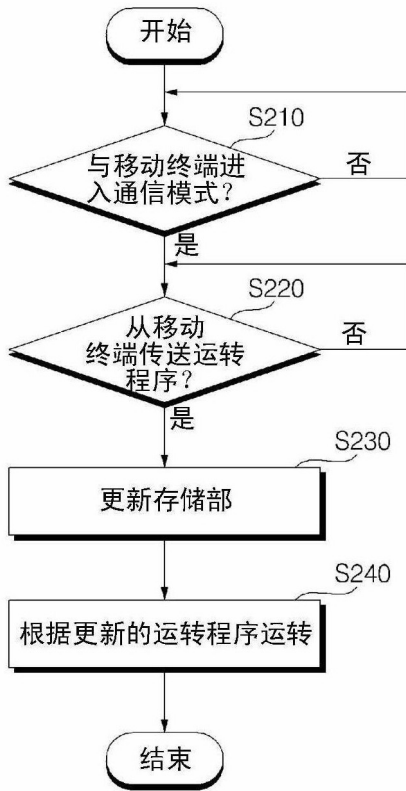 开始
S210
与移动终端进
入通信模式？
否
是
S220
从移动
终端传送运转
程序？
否
是
S230
更新存储部
S240
根据更新的运转程序运转
结束